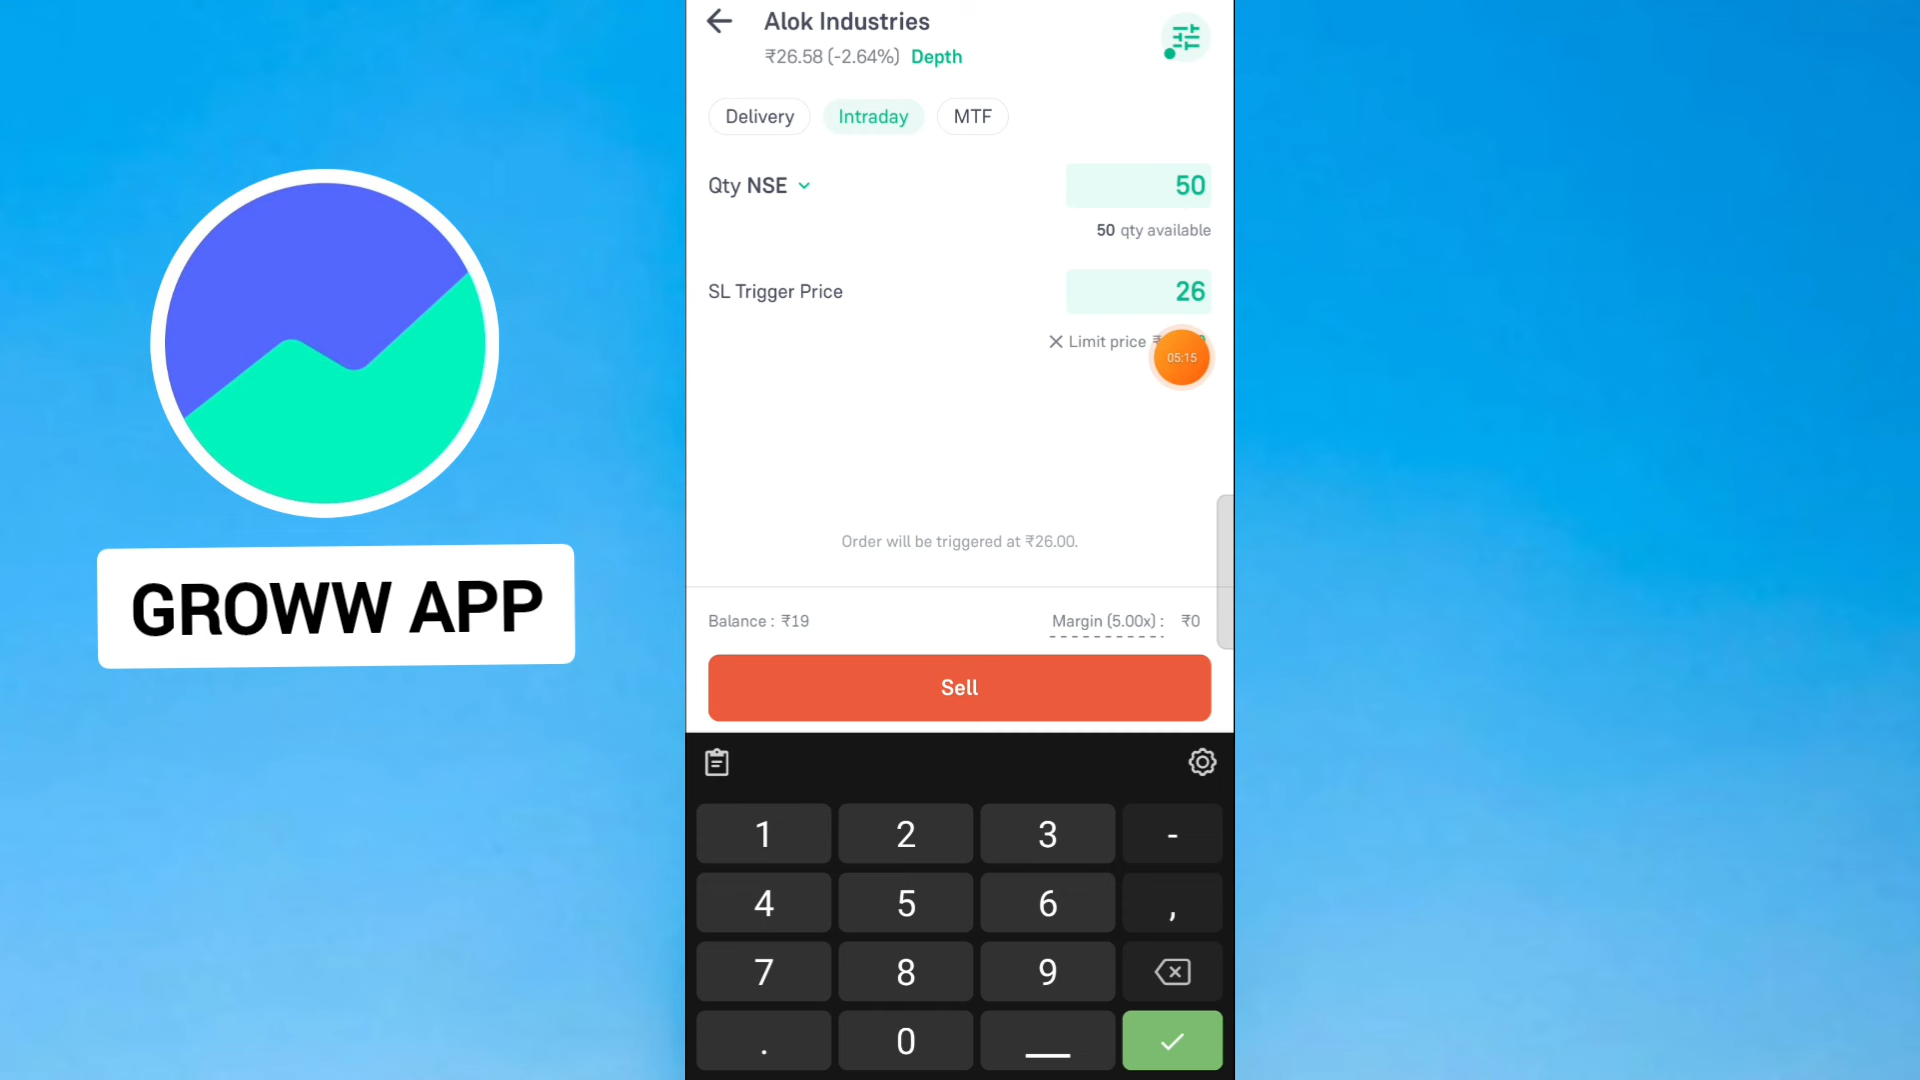 Alok Industries
₹26.58 (-2.64%) Depth
Delivery Intraday MTF
Qty NSE 50
50 qty available
SL Trigger Price 26
Limit price ₹
05:15
Order will be triggered at ₹26.00.
Balance : ₹19 Margin (5.00x) : ₹0
Sell
GROWW APP
1 2 3 -
4 5 6 ,
7 8 9
. 0